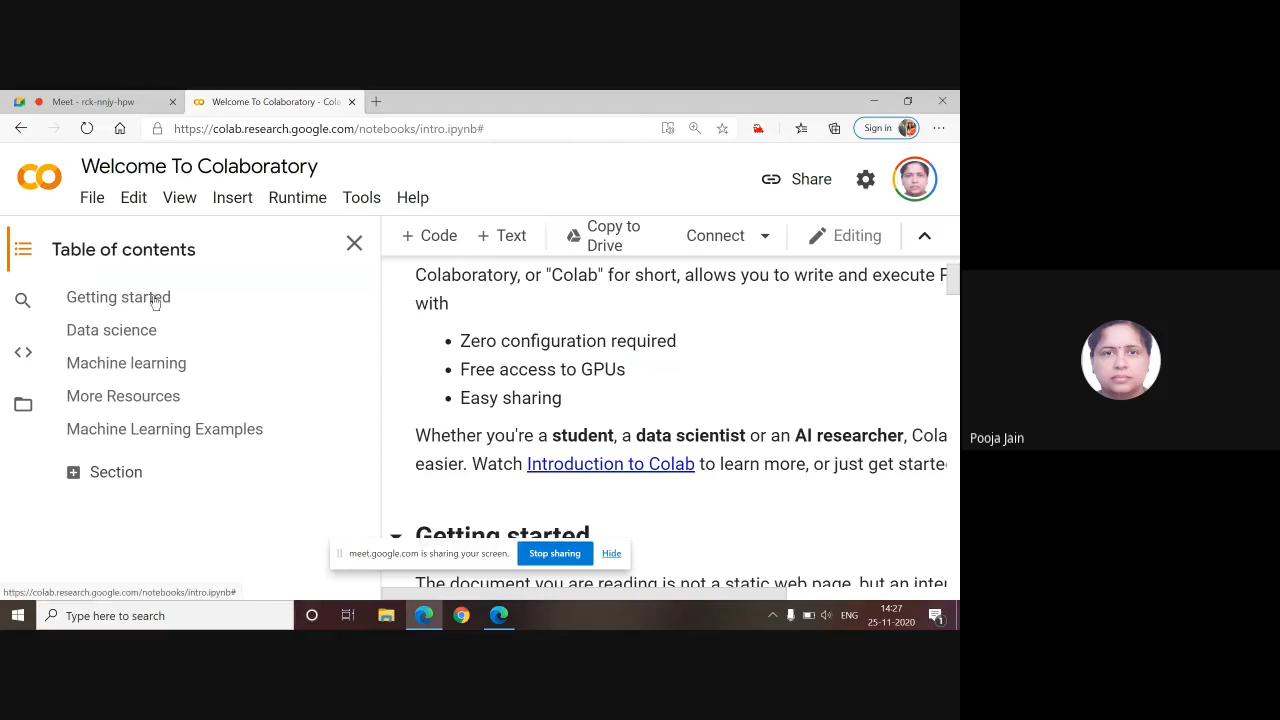 Meet - rck-nnjy-hpw
Welcome To Colaboratory - Cola
https://colab.research.google.com/notebooks/intro.ipynb#
Sign in
CO
Welcome To Colaboratory
File Edit View Insert Runtime Tools Help
Share
Table of contents
Getting started
Data science
Machine learning
More Resources
Machine Learning Examples
Section
+ Code + Text
Copy to
Drive
Connect
Editing
Colaboratory, or "Colab" for short, allows you to write and execute P
with
• Zero configuration required
• Free access to GPUs
• Easy sharing
Whether you're a student, a data scientist or an AI researcher, Cola
easier. Watch Introduction to Colab to learn more, or just get starte
Getting started
The document you are reading is not a static web page, but an inter
meet.google.com is sharing your screen. Stop sharing Hide
https://colab.research.google.com/notebooks/intro.ipynb#
Type here to search
ENG
14:27
25-11-2020
1
Pooja Jain